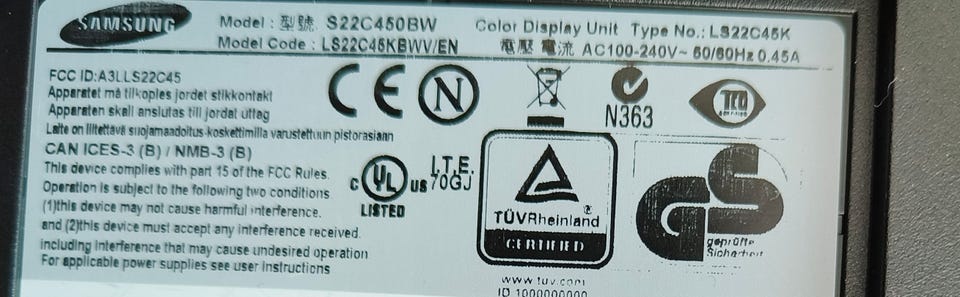 SAMSUNG
Model : 型號 S22C450BW
Color Display Unit Type No.: LS22C45K
Model Code : LS22C45KBWV/EN
電壓 電流 AC100-240V~ 50/60Hz 0.45A
FCC ID:A3LLS22C45
Apparatet må tilkoples jordet stikkontakt
Apparaten skall anslutas till jordat uttag
Laite on liitettävä suojamaadoitus-koskettimilla varustettuun pistorasiaan
CAN ICES-3 (B) / NMB-3 (B)
This device complies with part 15 of the FCC Rules.
Operation is subject to the following two conditions
(1)this device may not cause harmful interference.
and (2)this device must accept any interference received.
including interference that may cause undesired operation
For applicable power supplies see user instructions
CE
N
N363
TCO
C UL US
LISTED
I.T.E.
70GJ
TÜVRheinland ®
CERTIFIED
www.tuv.com
ID 1000000000
GS
geprüfte
Sicherheit